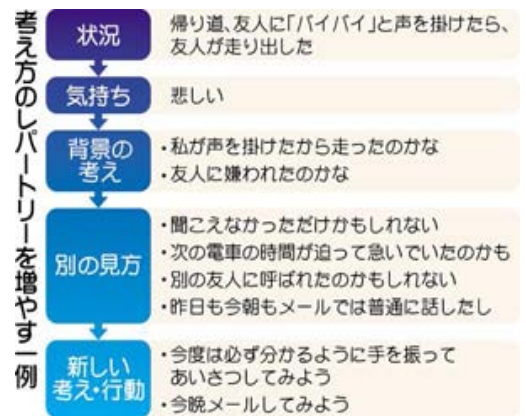 考え方のレパートリーを増やす一例
状況
帰り道、友人に「バイバイ」と声を掛けたら、
友人が走り出した
気持ち
悲しい
背景の
考え
・私が声を掛けたから走ったのかな
・友人に嫌われたのかな
別の見方
・聞こえなかっただけかもしれない
・次の電車の時間が迫って急いでいたのかも
・別の友人に呼ばれたのかもしれない
・昨日も今朝もメールでは普通に話したし
新しい
考え・行動
・今度は必ず分かるように手を振って
あいさつしてみよう
・今晩メールしてみよう